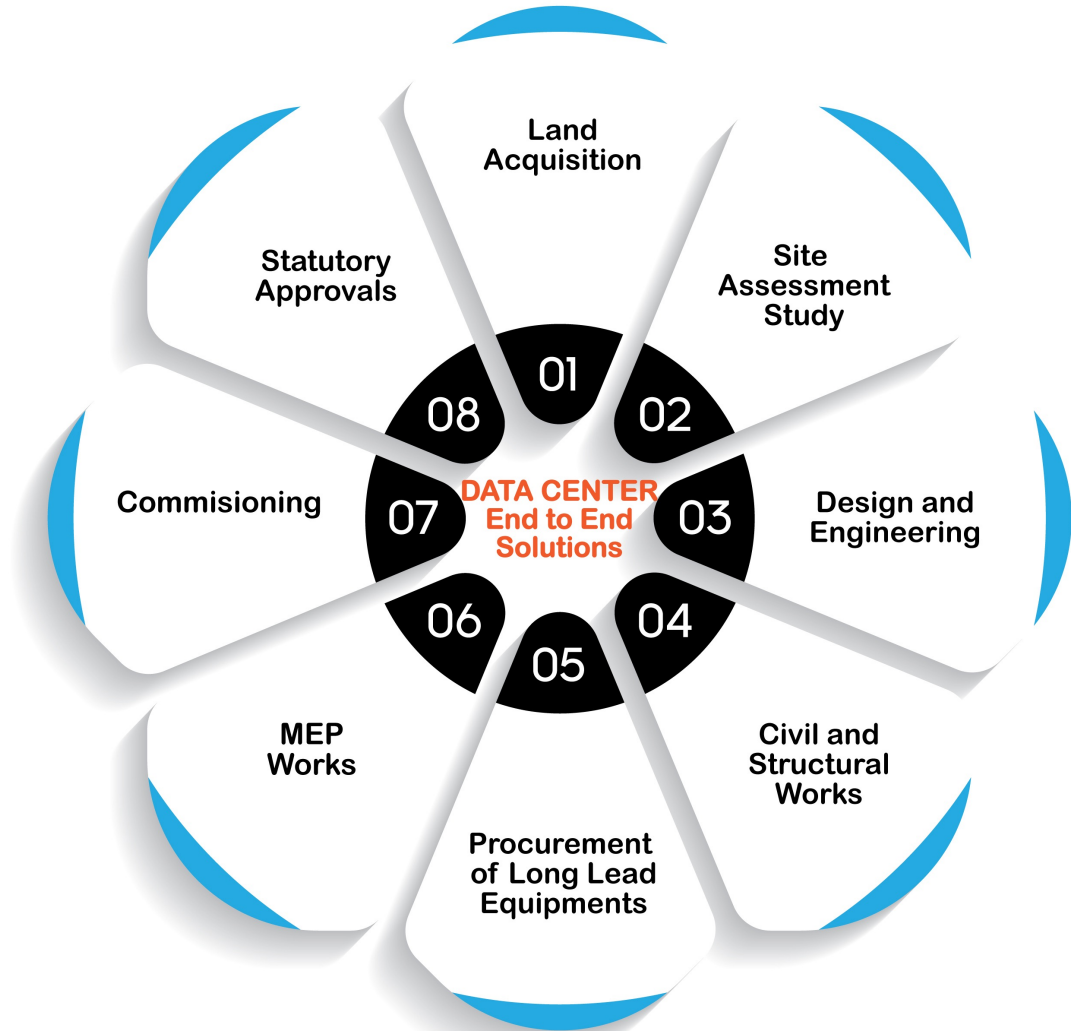 DATA CENTER
End to End
Solutions
01
Land
Acquisition
02
Site
Assessment
Study
03
Design and
Engineering
04
Civil and
Structural
Works
05
Procurement
of Long Lead
Equipments
06
MEP
Works
07
Commisioning
08
Statutory
Approvals